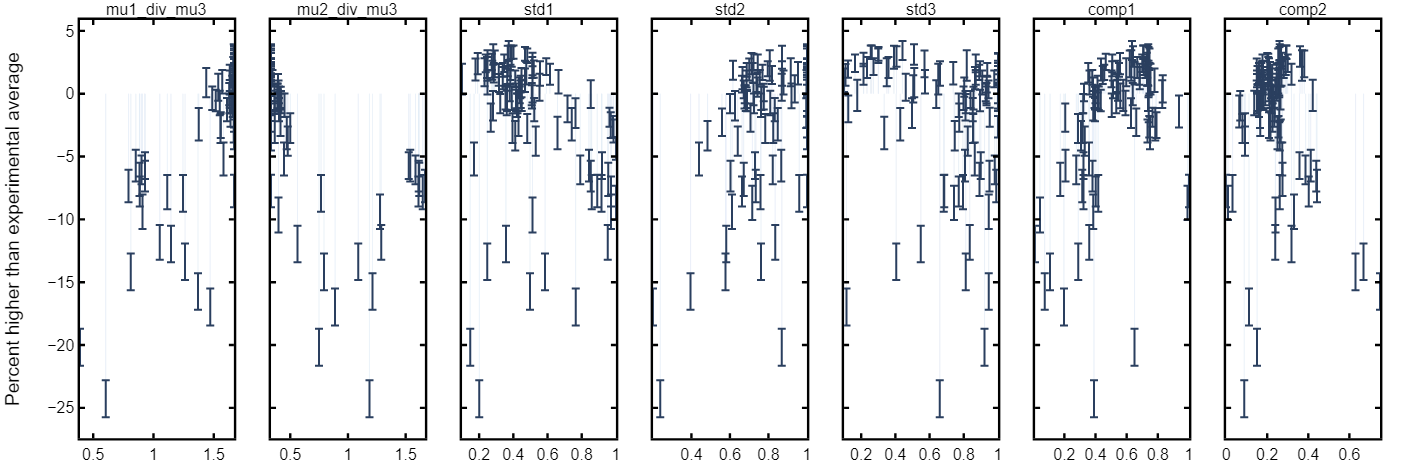 mu1_div_mu3 mu2_div_mu3 std1 std2 std3 comp1 comp2
Percent higher than experimental average
5
0
−5
−10
−15
−20
−25
0.5 1 1.5 0.5 1 1.5 0.2 0.4 0.6 0.8 1 0.4 0.6 0.8 1 0.2 0.4 0.6 0.8 1 0.2 0.4 0.6 0.8 1 0 0.2 0.4 0.6